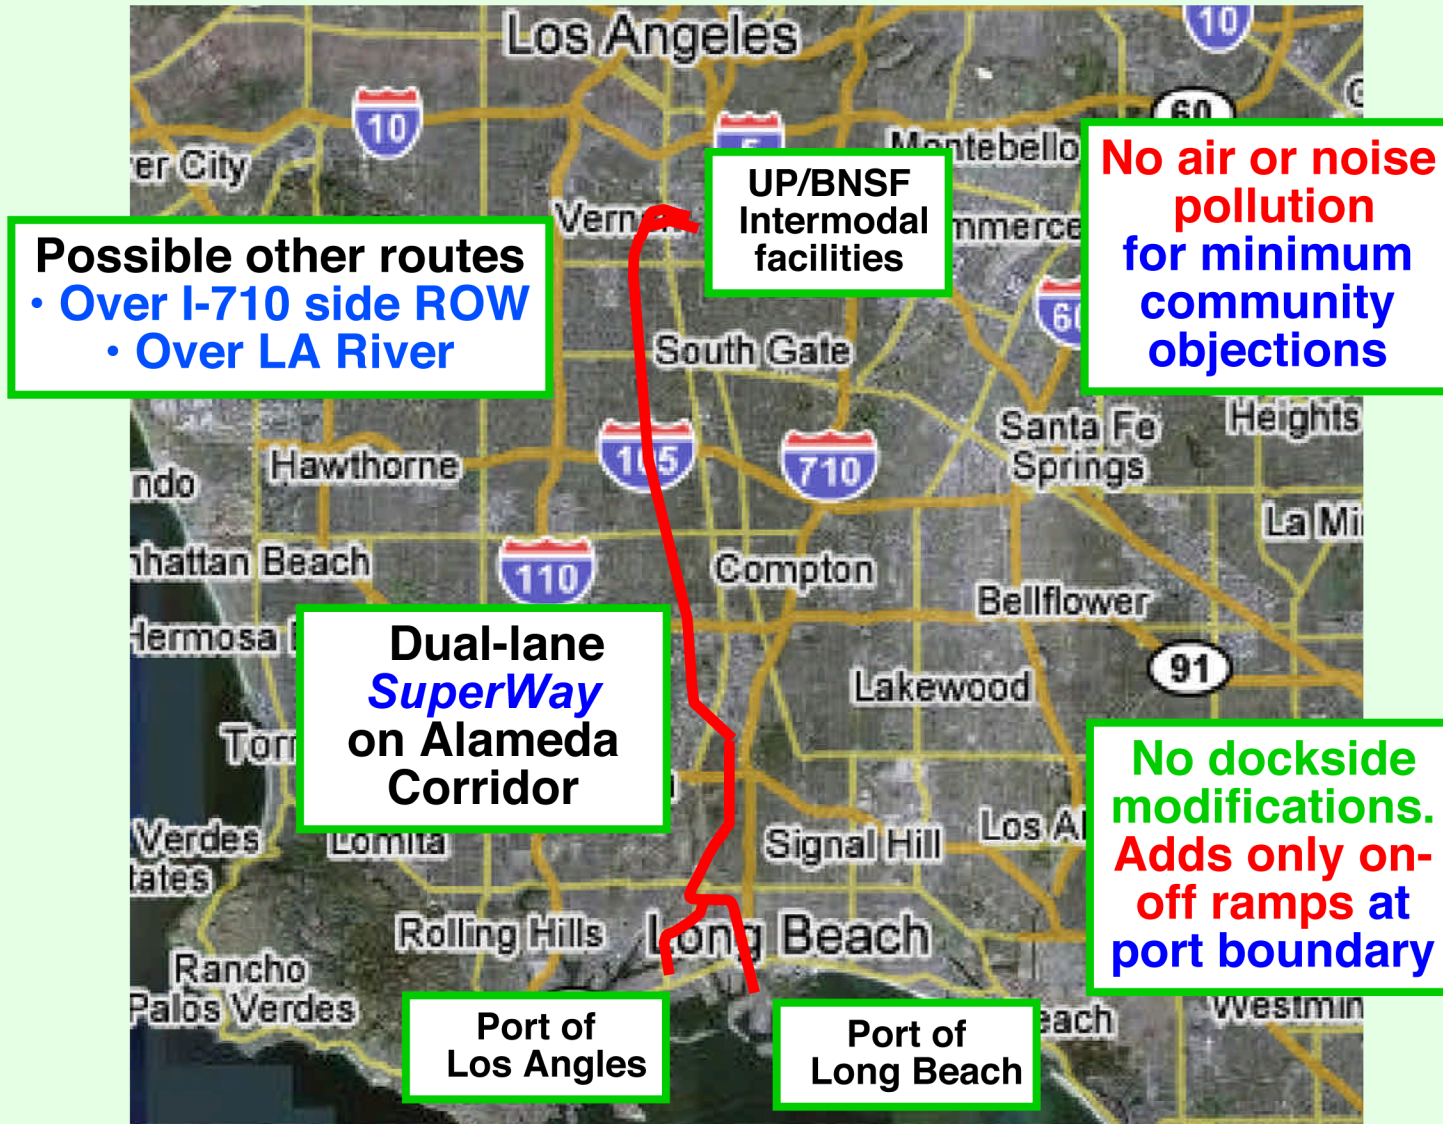 Los Angeles
10
10
60
5
Montebello
er City
No air or noise
pollution
for minimum
community
objections
UP/BNSF
Intermodal
facilities
mmerce
Possible other routes
• Over I-710 side ROW
• Over LA River
South Gate
Heights
Santa Fe
Springs
Hawthorne
105
710
ndo
La Mi
nhattan Beach
110
Compton
Bellflower
Hermosa
Dual-lane
SuperWay
on Alameda
Corridor
91
Lakewood
Torr
No dockside
modifications.
Adds only on-
off ramps at
port boundary
Verdes
tates
Lomita
Signal Hill
Los Al
Rolling Hills
Long Beach
Rancho
Palos Verdes
Port of
Los Angles
Port of
Long Beach
each
Westmin